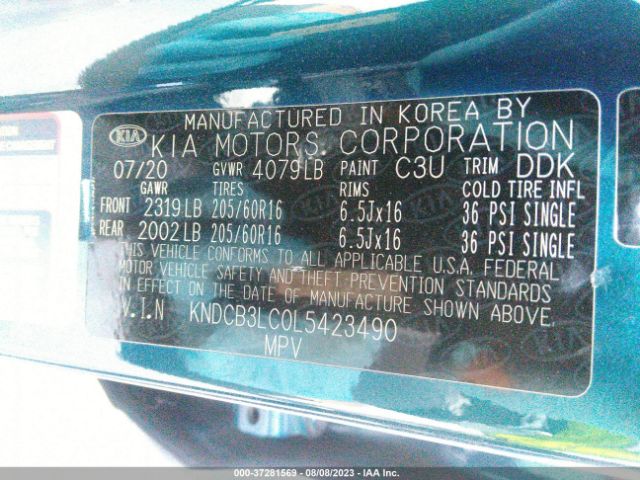 MANUFACTURED IN KOREA BY
KIA KIA MOTORS CORPORATION
07/20 GVWR 4079LB PAINT C3U TRIM DDK
GAWR TIRES RIMS COLD TIRE INFL
FRONT 2319LB 205/60R16 6.5Jx16 36 PSI SINGLE
REAR 2002LB 205/60R16 6.5Jx16 36 PSI SINGLE
THIS VEHICLE CONFORMS TO ALL APPLICABLE U.S.A. FEDERAL
MOTOR VEHICLE SAFETY AND THEFT PREVENTION STANDARDS
IN EFFECT ON THE DATE OF MANUFACTURE SHOWN ABOVE.
V.I.N KNDCB3LC0L5423490
MPV
000-37281569 - 08/08/2023 - IAA Inc.